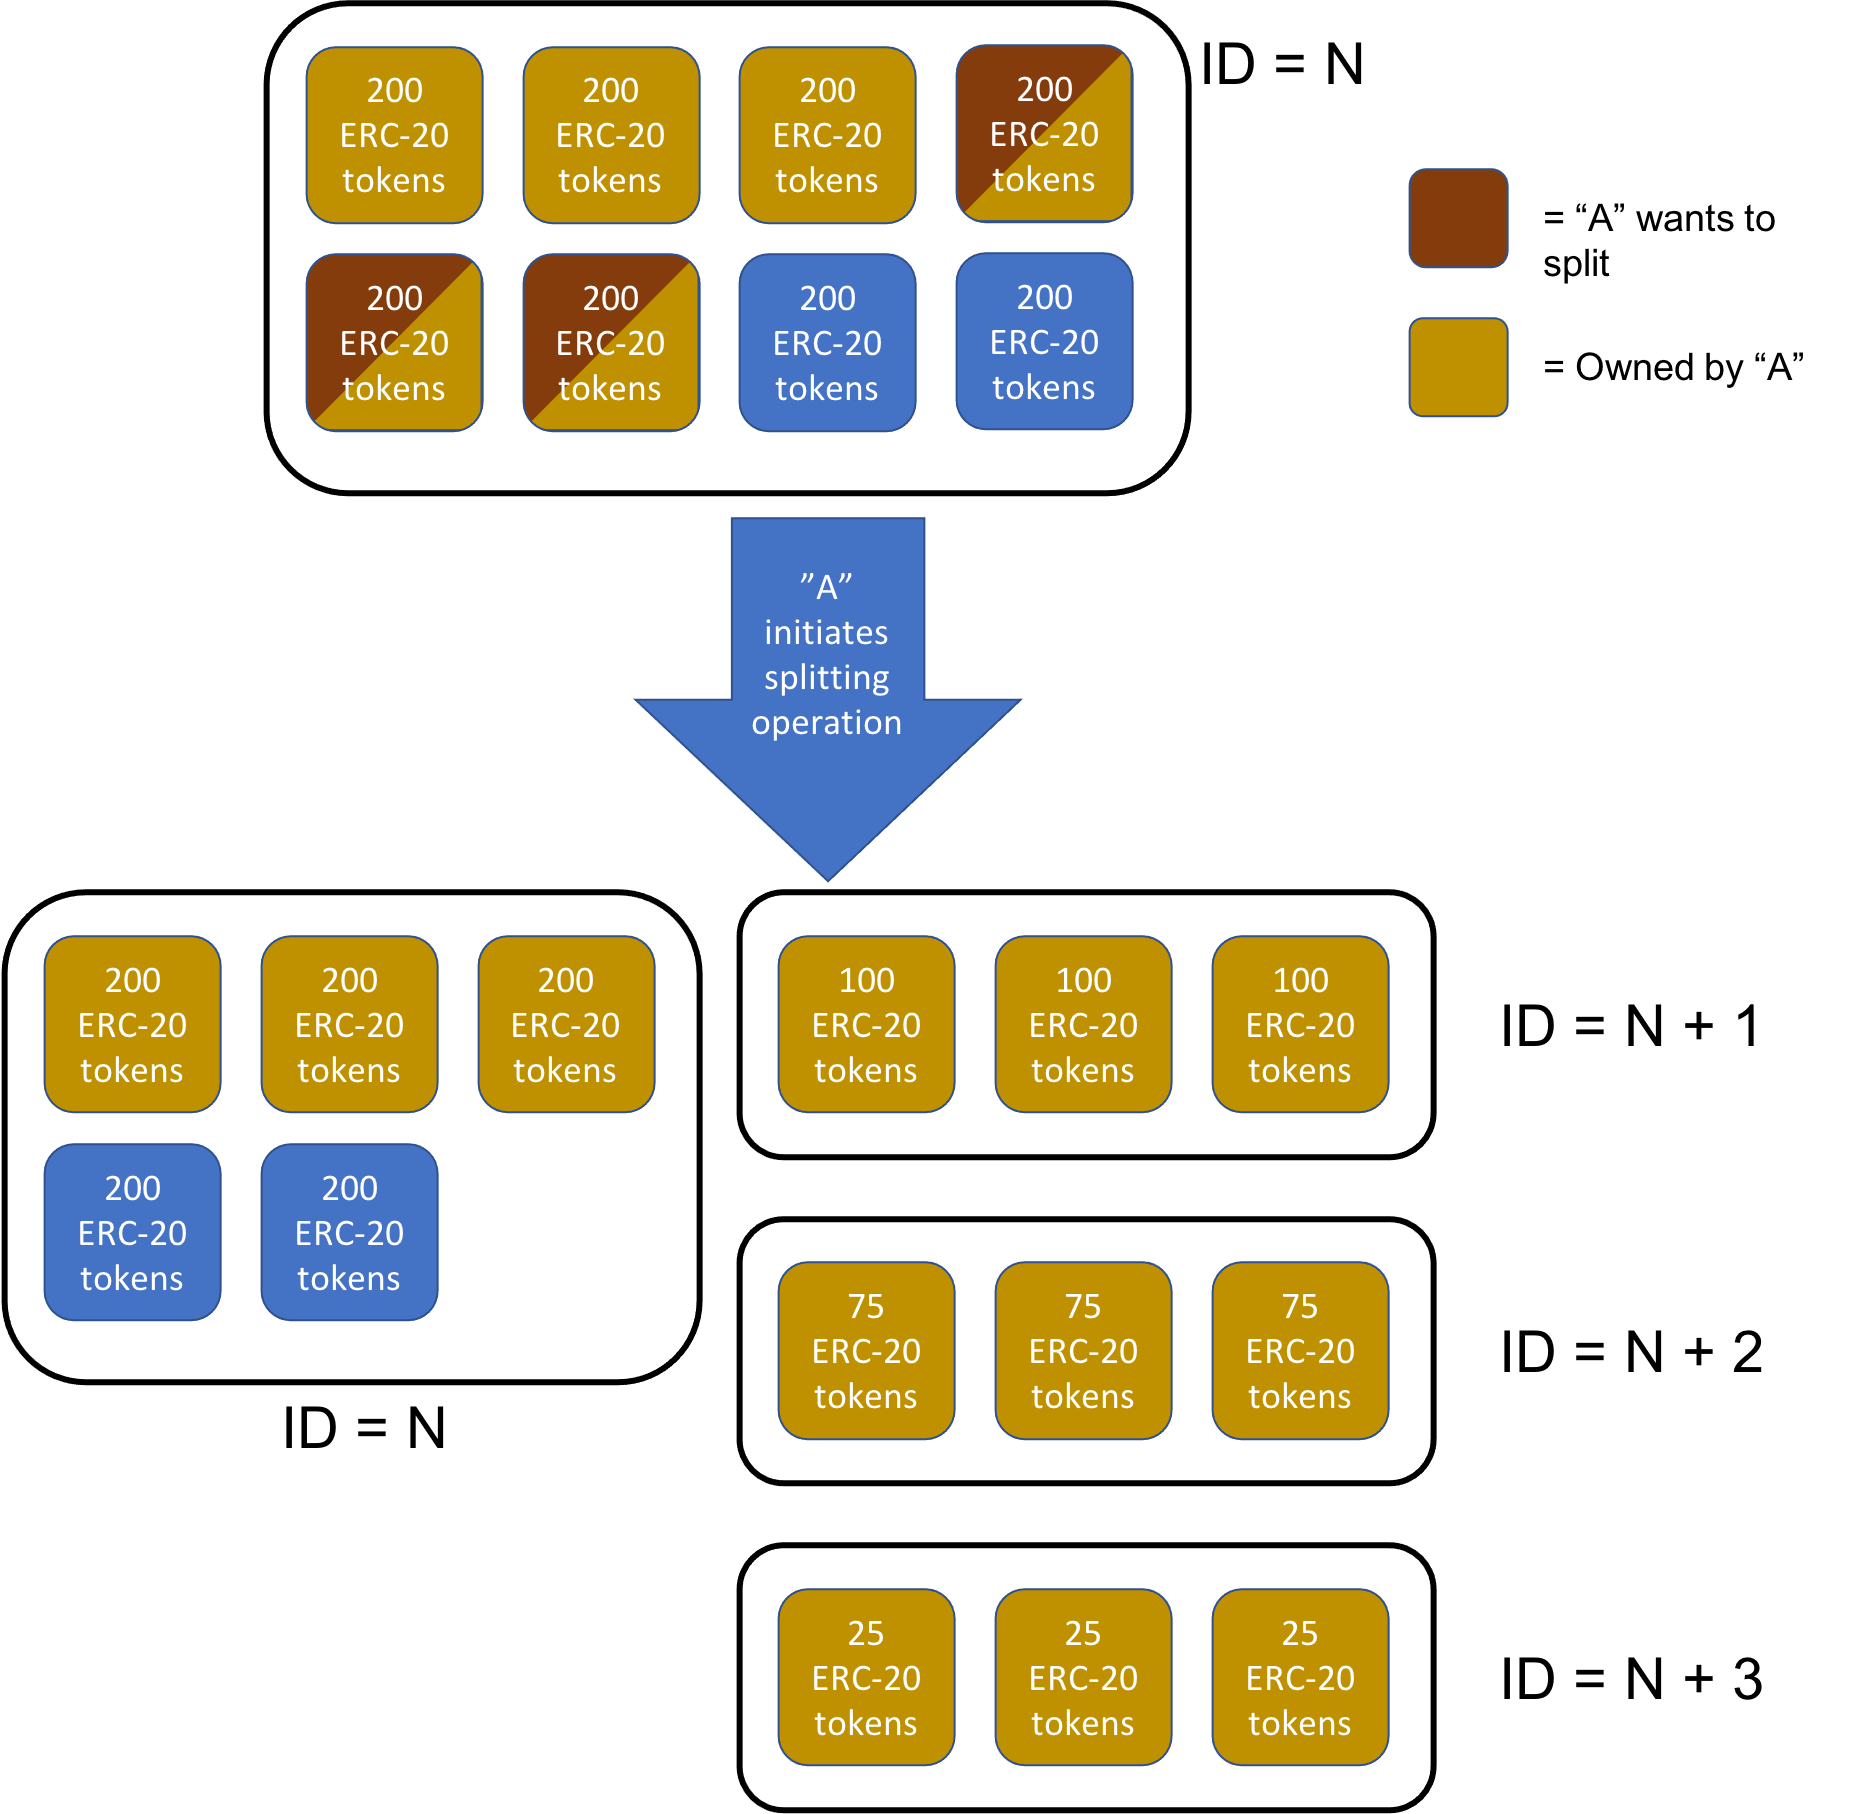 200
ERC-20
tokens
200
ERC-20
tokens
200
ERC-20
tokens
200
ERC-20
tokens
ID = N
200
ERC-20
tokens
200
ERC-20
tokens
200
ERC-20
tokens
200
ERC-20
tokens
= “A” wants to
split
= Owned by “A”
”A”
initiates
splitting
operation
200
ERC-20
tokens
200
ERC-20
tokens
200
ERC-20
tokens
200
ERC-20
tokens
200
ERC-20
tokens
ID = N
100
ERC-20
tokens
100
ERC-20
tokens
100
ERC-20
tokens
ID = N + 1
75
ERC-20
tokens
75
ERC-20
tokens
75
ERC-20
tokens
ID = N + 2
25
ERC-20
tokens
25
ERC-20
tokens
25
ERC-20
tokens
ID = N + 3